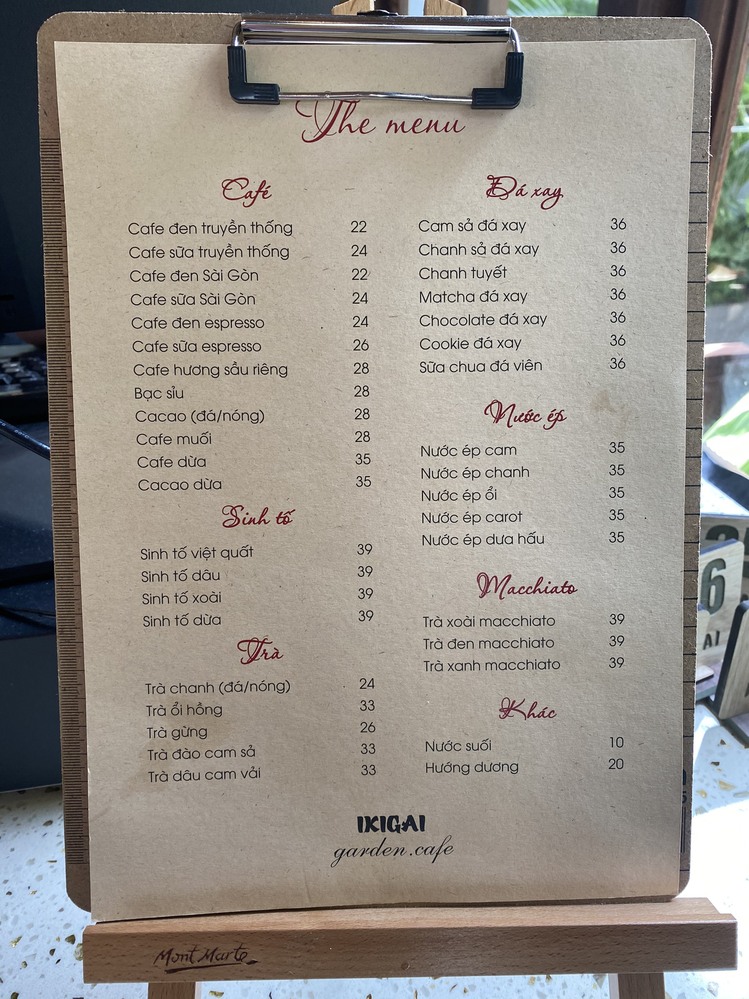 The menu
Café
Cafe đen truyền thống 22
Cafe sữa truyền thống 24
Cafe đen Sài Gòn 22
Cafe sữa Sài Gòn 24
Cafe đen espresso 24
Cafe sữa espresso 26
Cafe hương sầu riêng 28
Bạc sỉu 28
Cacao (đá/nóng) 28
Cafe muối 28
Cafe dừa 35
Cacao dừa 35
Sinh tố
Sinh tố việt quất 39
Sinh tố dâu 39
Sinh tố xoài 39
Sinh tố dừa 39
Trà
Trà chanh (đá/nóng) 24
Trà ổi hồng 33
Trà gừng 26
Trà đào cam sả 33
Trà dâu cam vải 33
Đá xay
Cam sả đá xay 36
Chanh sả đá xay 36
Chanh tuyết 36
Matcha đá xay 36
Chocolate đá xay 36
Cookie đá xay 36
Sữa chua đá viên 36
Nước ép
Nước ép cam 35
Nước ép chanh 35
Nước ép ổi 35
Nước ép carot 35
Nước ép dưa hấu 35
Macchiato
Trà xoài macchiato 39
Trà đen macchiato 39
Trà xanh macchiato 39
Khác
Nước suối 10
Hướng dương 20
IKIGAI
garden.cafe
Mont Marte
6
AI